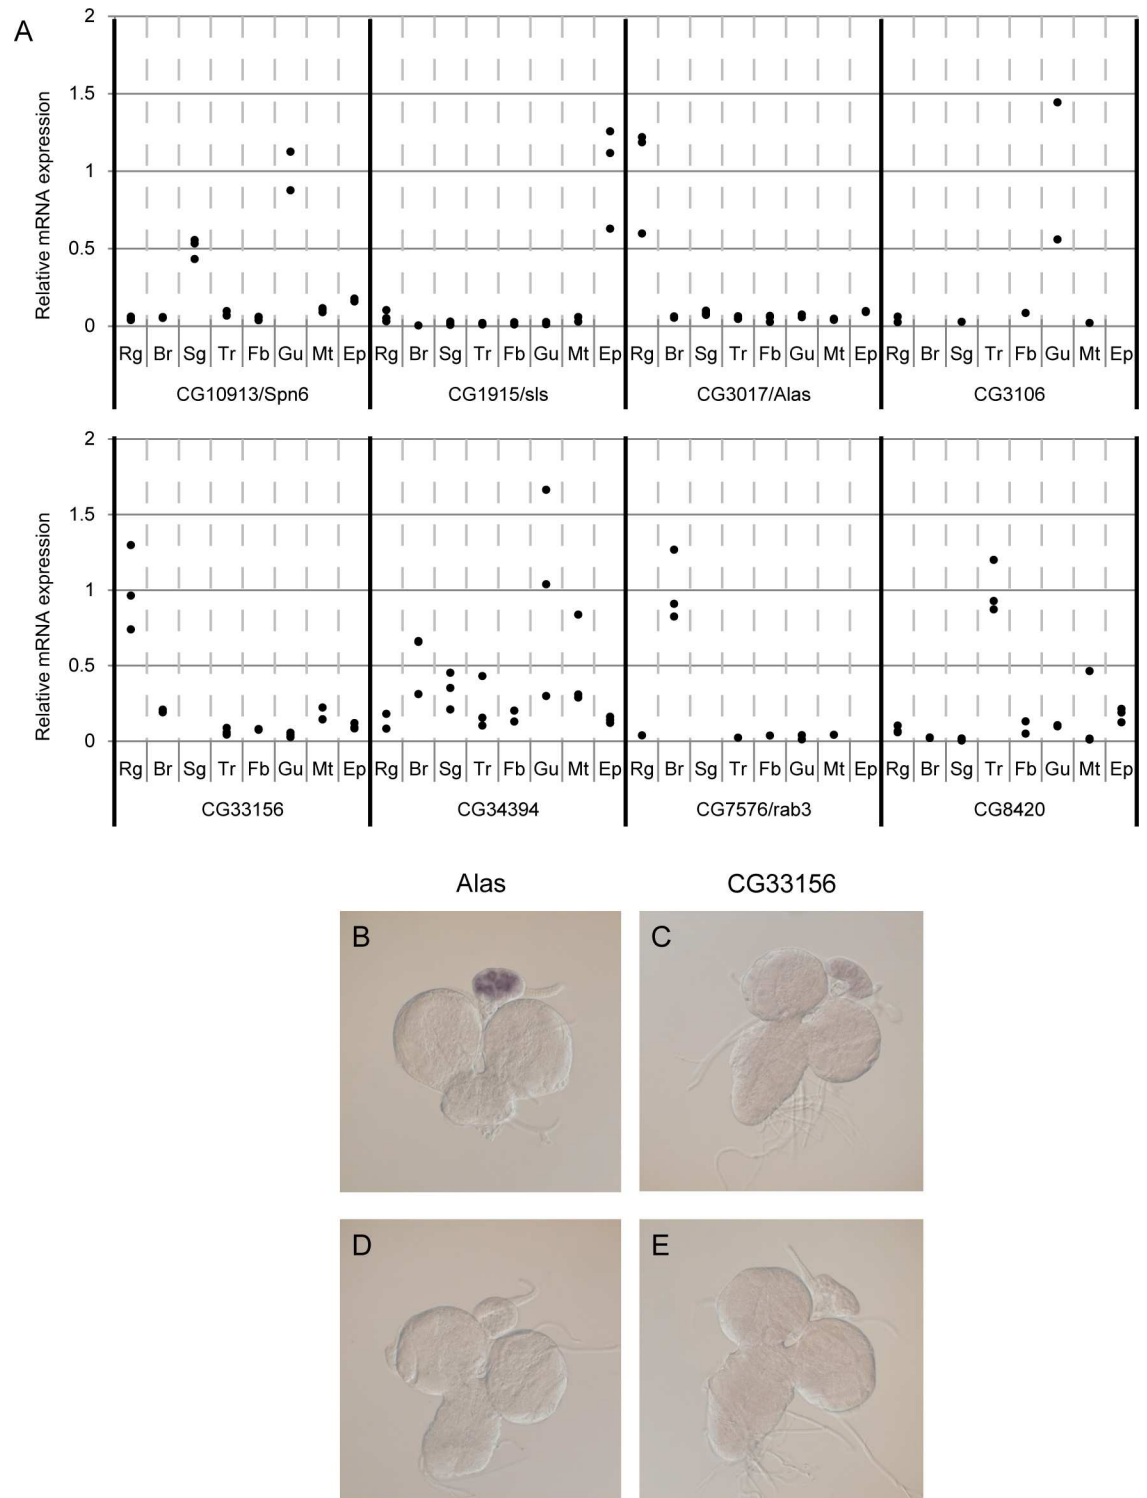 A
Relative mRNA expression
2
1.5
1
0.5
0
Rg Br Sg Tr Fb Gu Mt Ep Rg Br Sg Tr Fb Gu Mt Ep Rg Br Sg Tr Fb Gu Mt Ep Rg Br Sg Tr Fb Gu Mt Ep
CG10913/Spn6 CG1915/sls CG3017/Alas CG3106
Relative mRNA expression
2
1.5
1
0.5
0
Rg Br Sg Tr Fb Gu Mt Ep Rg Br Sg Tr Fb Gu Mt Ep Rg Br Sg Tr Fb Gu Mt Ep Rg Br Sg Tr Fb Gu Mt Ep
CG33156 CG34394 CG7576/rab3 CG8420
Alas CG33156
B C
D E